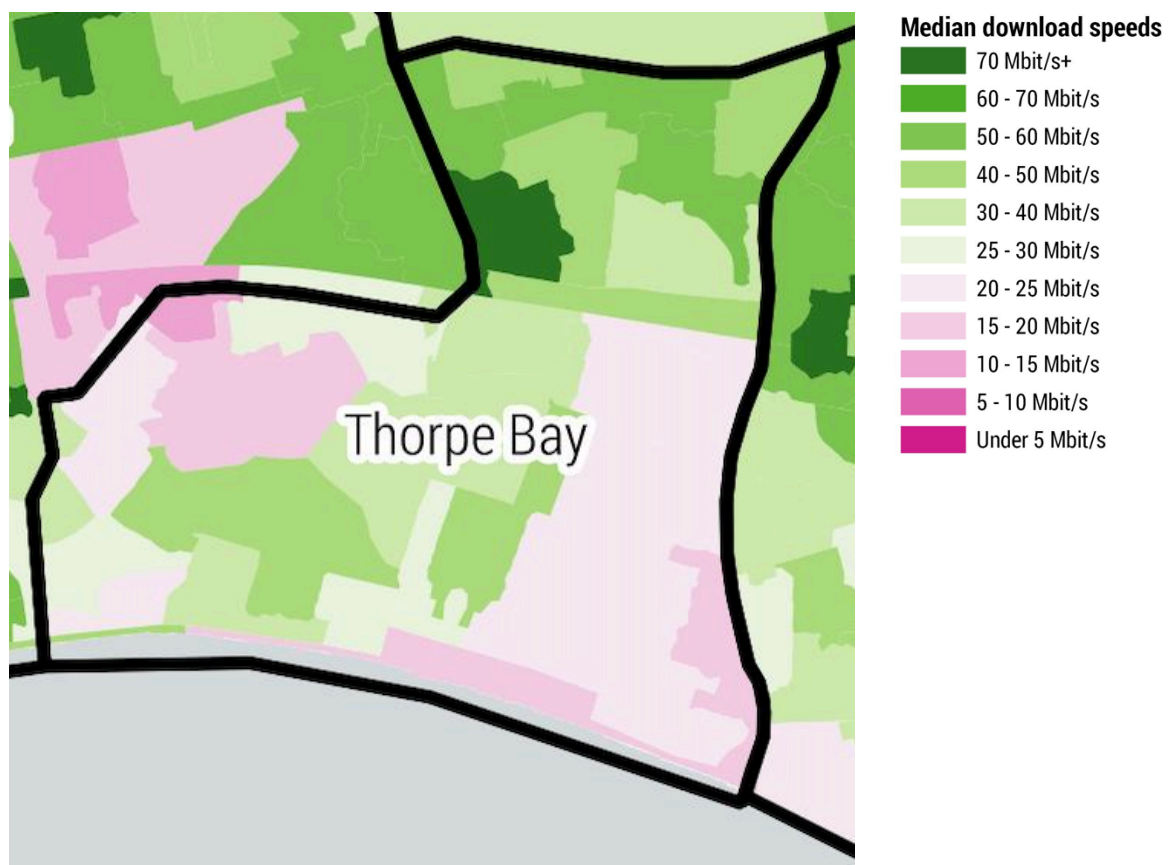 Median download speeds
70 Mbit/s+
60 - 70 Mbit/s
50 - 60 Mbit/s
40 - 50 Mbit/s
30 - 40 Mbit/s
25 - 30 Mbit/s
20 - 25 Mbit/s
15 - 20 Mbit/s
10 - 15 Mbit/s
5 - 10 Mbit/s
Under 5 Mbit/s
Thorpe Bay